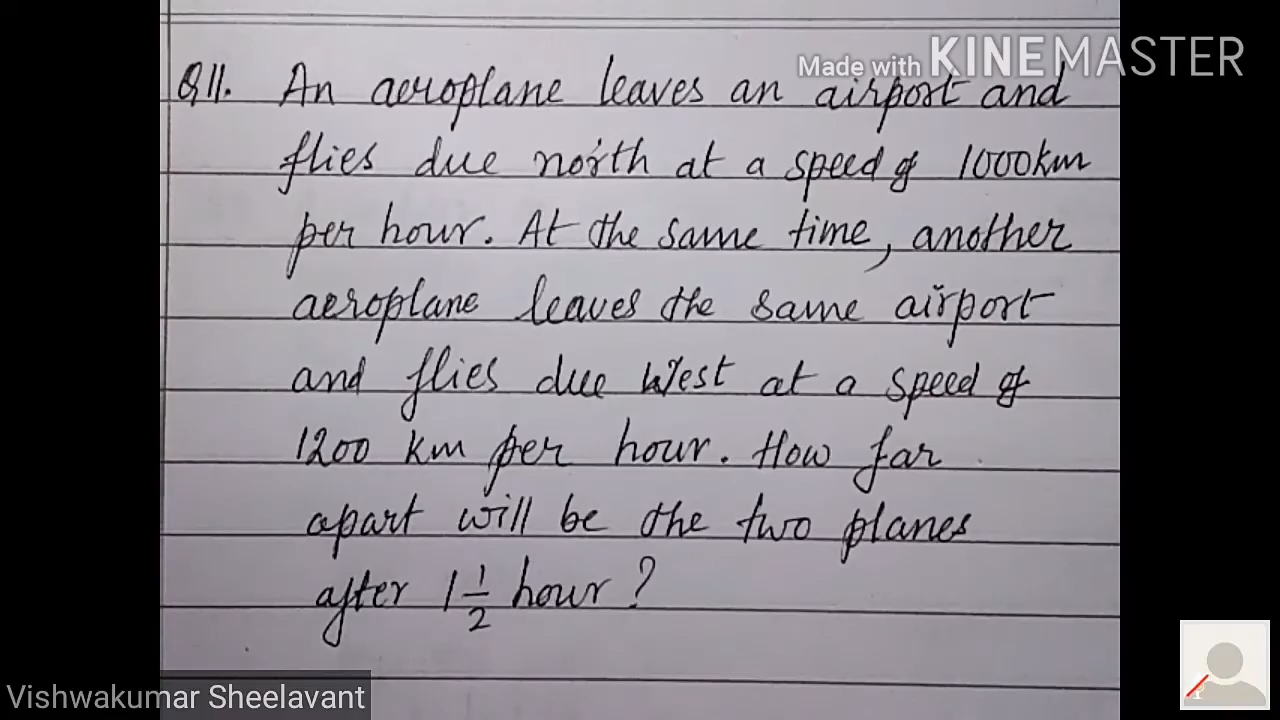 Made with KINEMASTER
Q11. An aeroplane leaves an airport and
flies due north at a speed of 1000km
per hour. At the same time, another
aeroplane leaves the same airport
and flies due West at a speed of
1200 km per hour. How far
apart will be the two planes
after 1 1/2 hour?
Vishwakumar Sheelavant